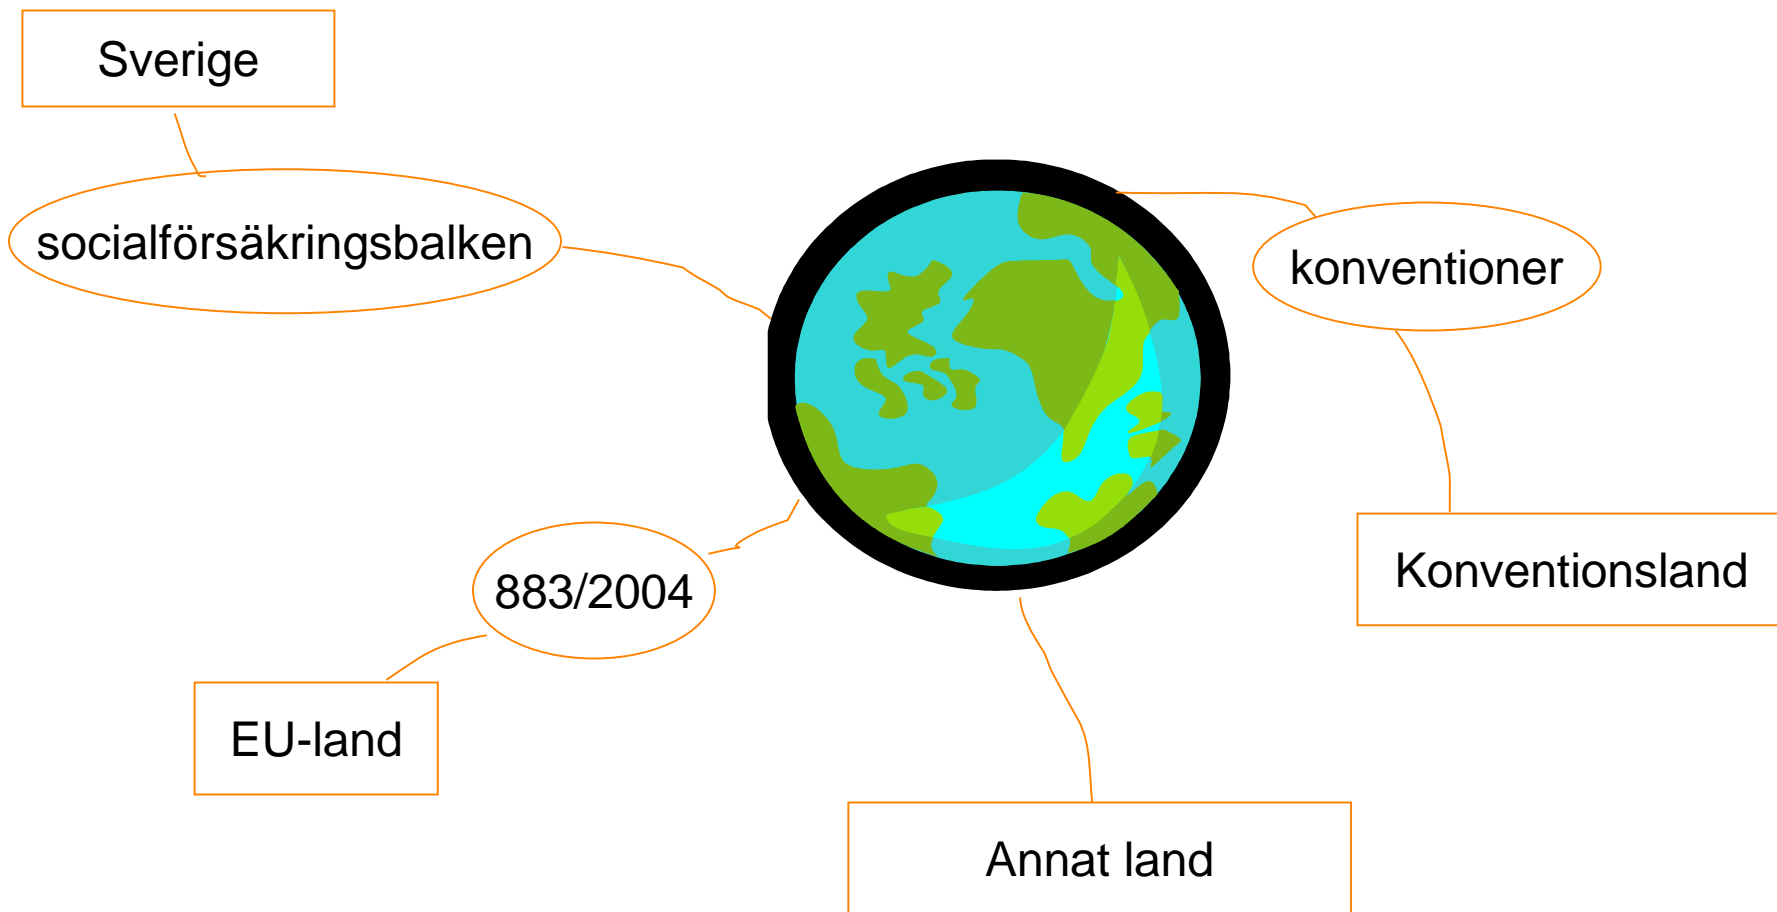 Sverige
socialförsäkringsbalken
konventioner
883/2004
Konventionsland
EU-land
Annat land